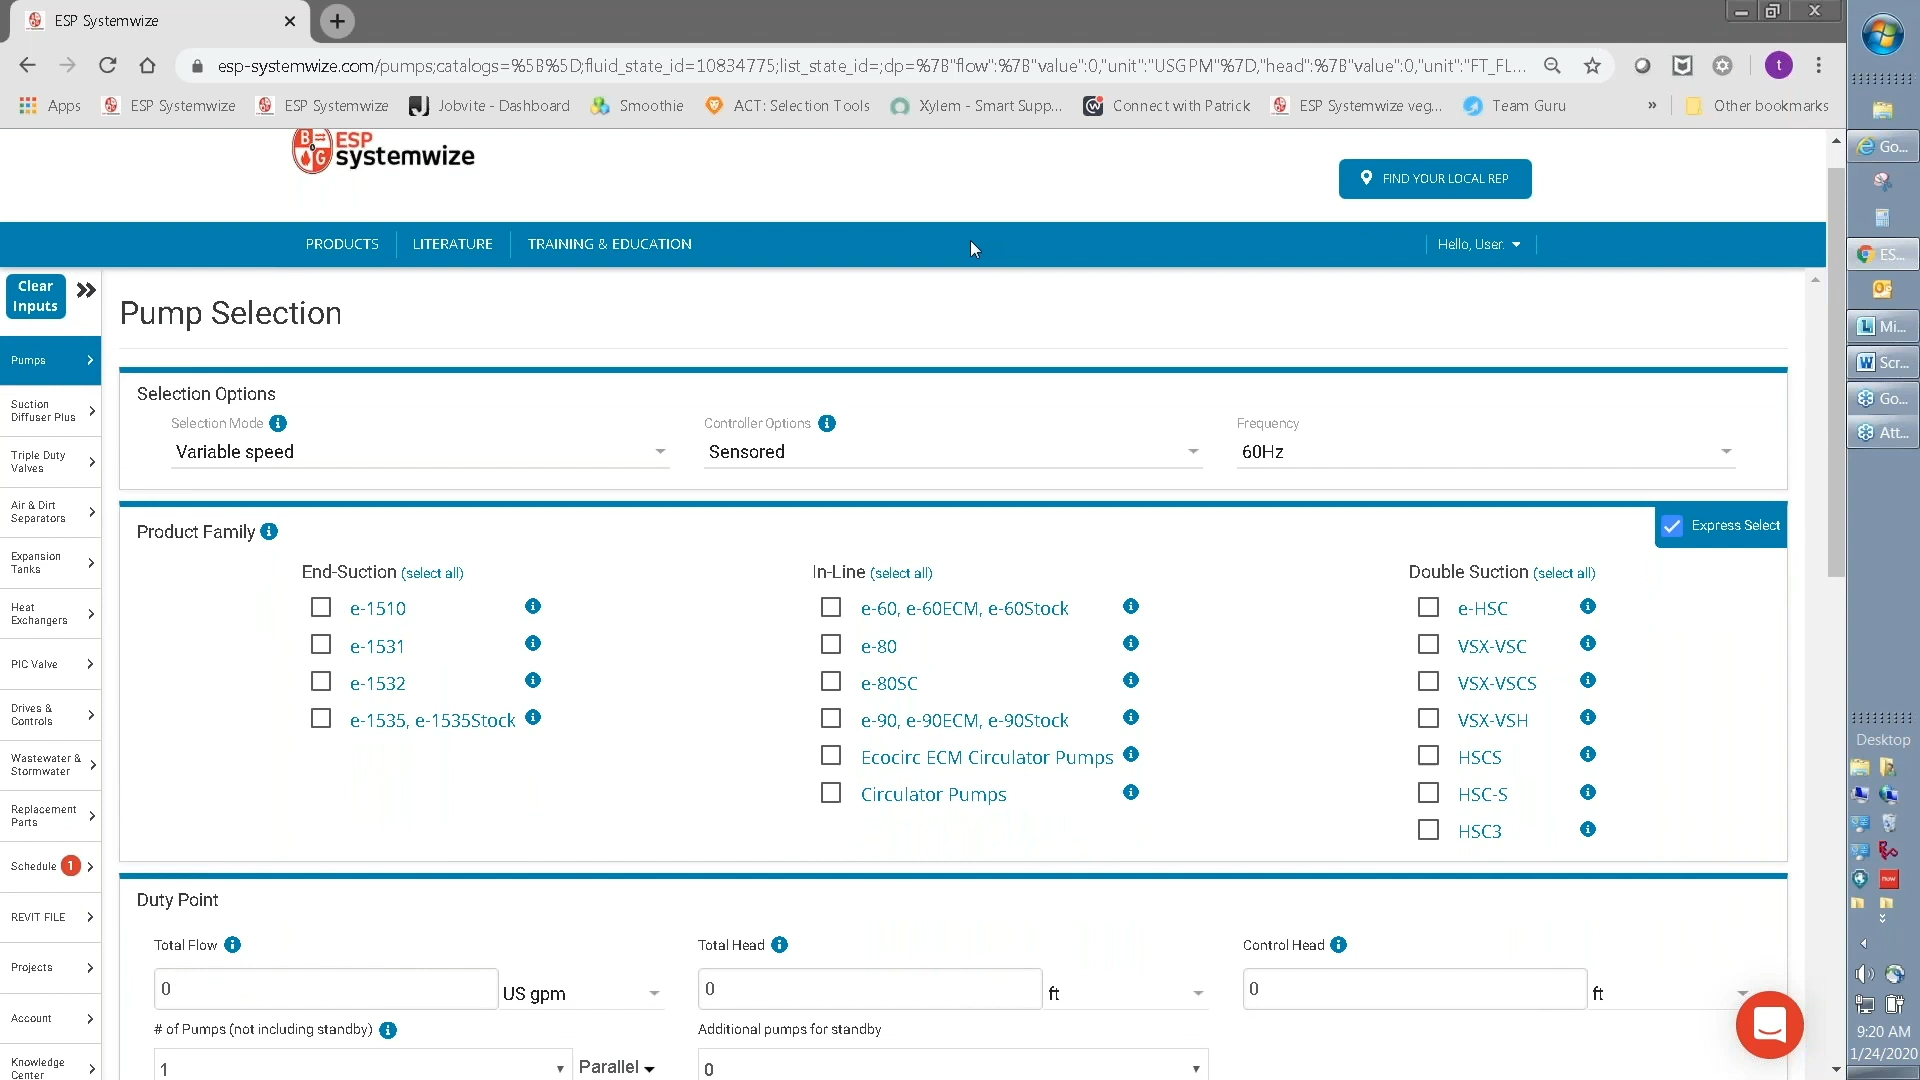 ESP Systemwize
esp-systemwize.com/pumps;catalogs=%5B%5D;fluid_state_id=10834775;list_state_id=;dp=%7B"flow":%7B"value":0,"unit":"USGPM"%7D,"head":%7B"value":0,"unit":"FT_FL...
t
Apps ESP Systemwize ESP Systemwize Jobvite - Dashboard Smoothie ACT: Selection Tools Xylem - Smart Supp... Connect with Patrick ESP Systemwize veg... Team Guru » Other bookmarks
B G ESP
systemwize
FIND YOUR LOCAL REP
PRODUCTS LITERATURE TRAINING & EDUCATION Hello, User.
Clear
Inputs
Pump Selection
Pumps
Suction
Diffuser Plus
Triple Duty
Valves
Air & Dirt
Separators
Expansion
Tanks
Heat
Exchangers
PIC Valve
Drives &
Controls
Wastewater &
Stormwater
Replacement
Parts
Schedule 1
REVIT FILE
Projects
Account
Knowledge
Center
Selection Options
Selection Mode Controller Options Frequency
Variable speed Sensored 60Hz
Product Family Express Select
End-Suction (select all)
e-1510
e-1531
e-1532
e-1535, e-1535Stock
In-Line (select all)
e-60, e-60ECM, e-60Stock
e-80
e-80SC
e-90, e-90ECM, e-90Stock
Ecocirc ECM Circulator Pumps
Circulator Pumps
Double Suction (select all)
e-HSC
VSX-VSC
VSX-VSCS
VSX-VSH
HSCS
HSC-S
HSC3
Duty Point
Total Flow Total Head Control Head
0 US gpm 0 ft 0 ft
# of Pumps (not including standby) Additional pumps for standby
1 Parallel 0
Go...
ES...
Mi...
Scr...
Go...
Att...
Desktop
now
9:20 AM
1/24/2020